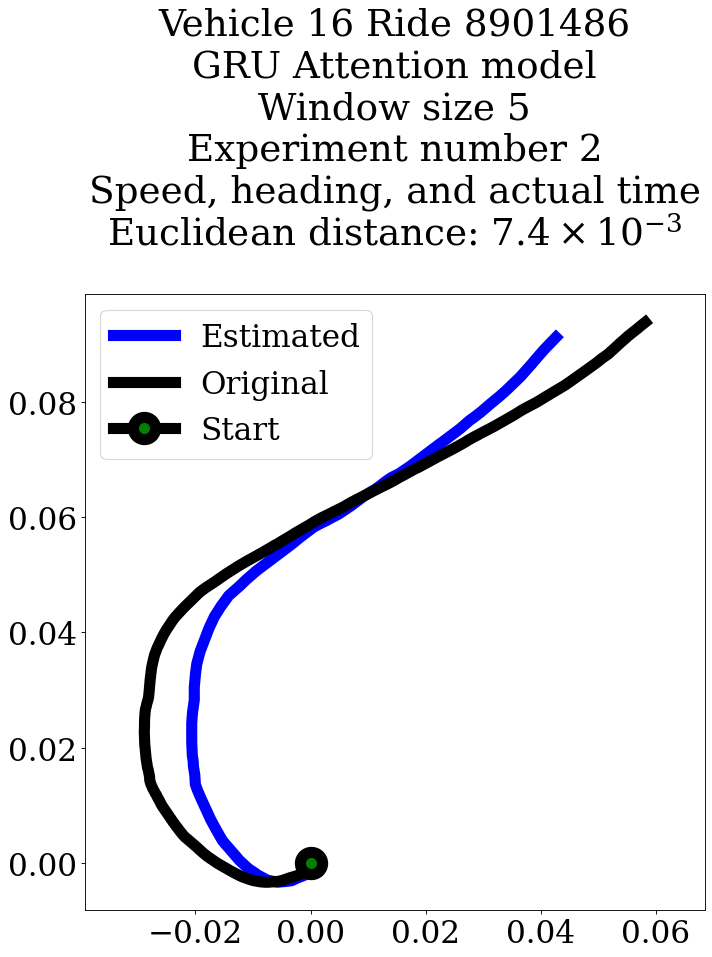 Vehicle 16 Ride 8901486
GRU Attention model
Window size 5
Experiment number 2
Speed, heading, and actual time
Euclidean distance: 7.4 × 10⁻³
Estimated
Original
Start
0.08
0.06
0.04
0.02
0.00
−0.02 0.00 0.02 0.04 0.06